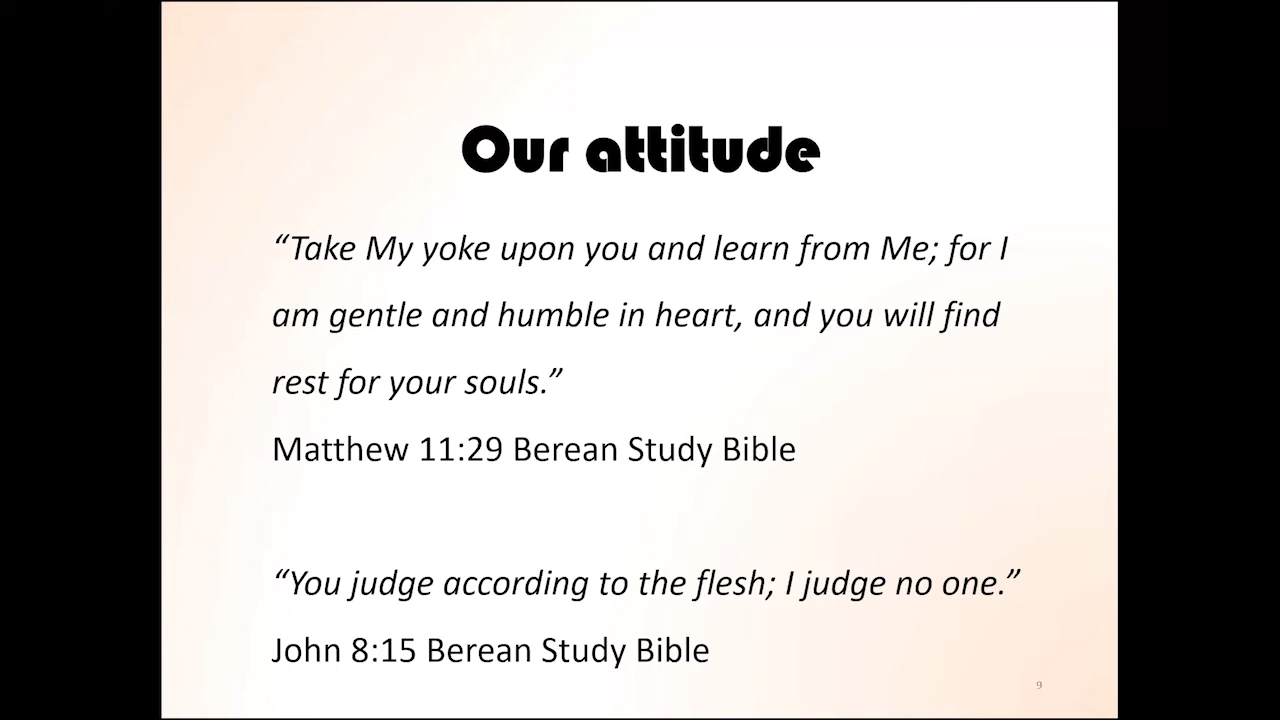 Our attitude
“Take My yoke upon you and learn from Me; for I
am gentle and humble in heart, and you will find
rest for your souls.”
Matthew 11:29 Berean Study Bible
“You judge according to the flesh; I judge no one.”
John 8:15 Berean Study Bible
9